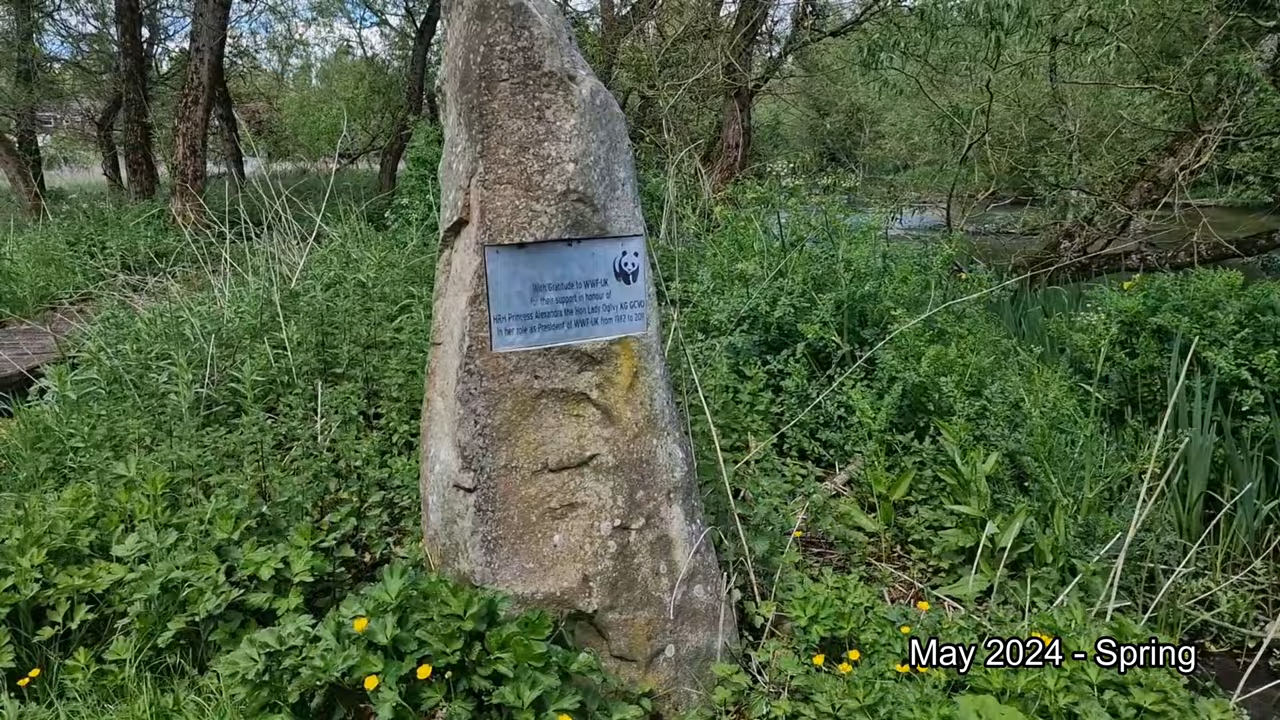 With Gratitude to WWF-UK
for their support in honour of
HRH Princess Alexandra the Hon Lady Ogilvy KG GCVO
in her role as President of WWF-UK from to
May 2024 - Spring